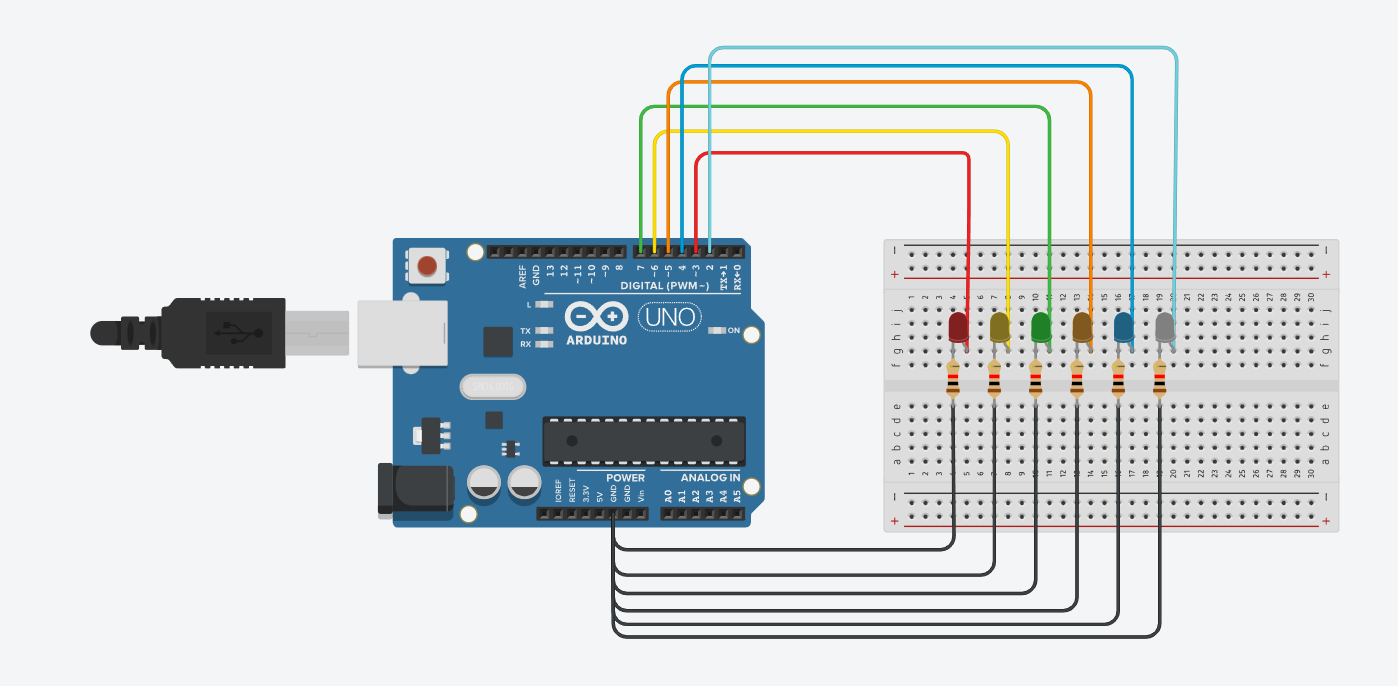 AREF
GND
13
12
~11
~10
~9
8
7
~6
~5
4
~3
2
TX→1
RX←0
DIGITAL (PWM~)
L
TX
RX
UNO
ON
ARDUINO
POWER
ANALOG IN
IOREF
RESET
3.3V
5V
GND
GND
Vin
A0
A1
A2
A3
A4
A5
− −
+ +
1 2 3 4 5 6 7 8 9 10 11 12 13 14 15 16 17 18 19 20 21 22 23 24 25 26 27 28 29 30
j j
i i
h h
g g
f f
e e
d d
c c
b b
a a
1 2 3 4 5 6 7 8 9 10 11 12 13 14 15 16 17 18 19 20 21 22 23 24 25 26 27 28 29 30
− −
+ +